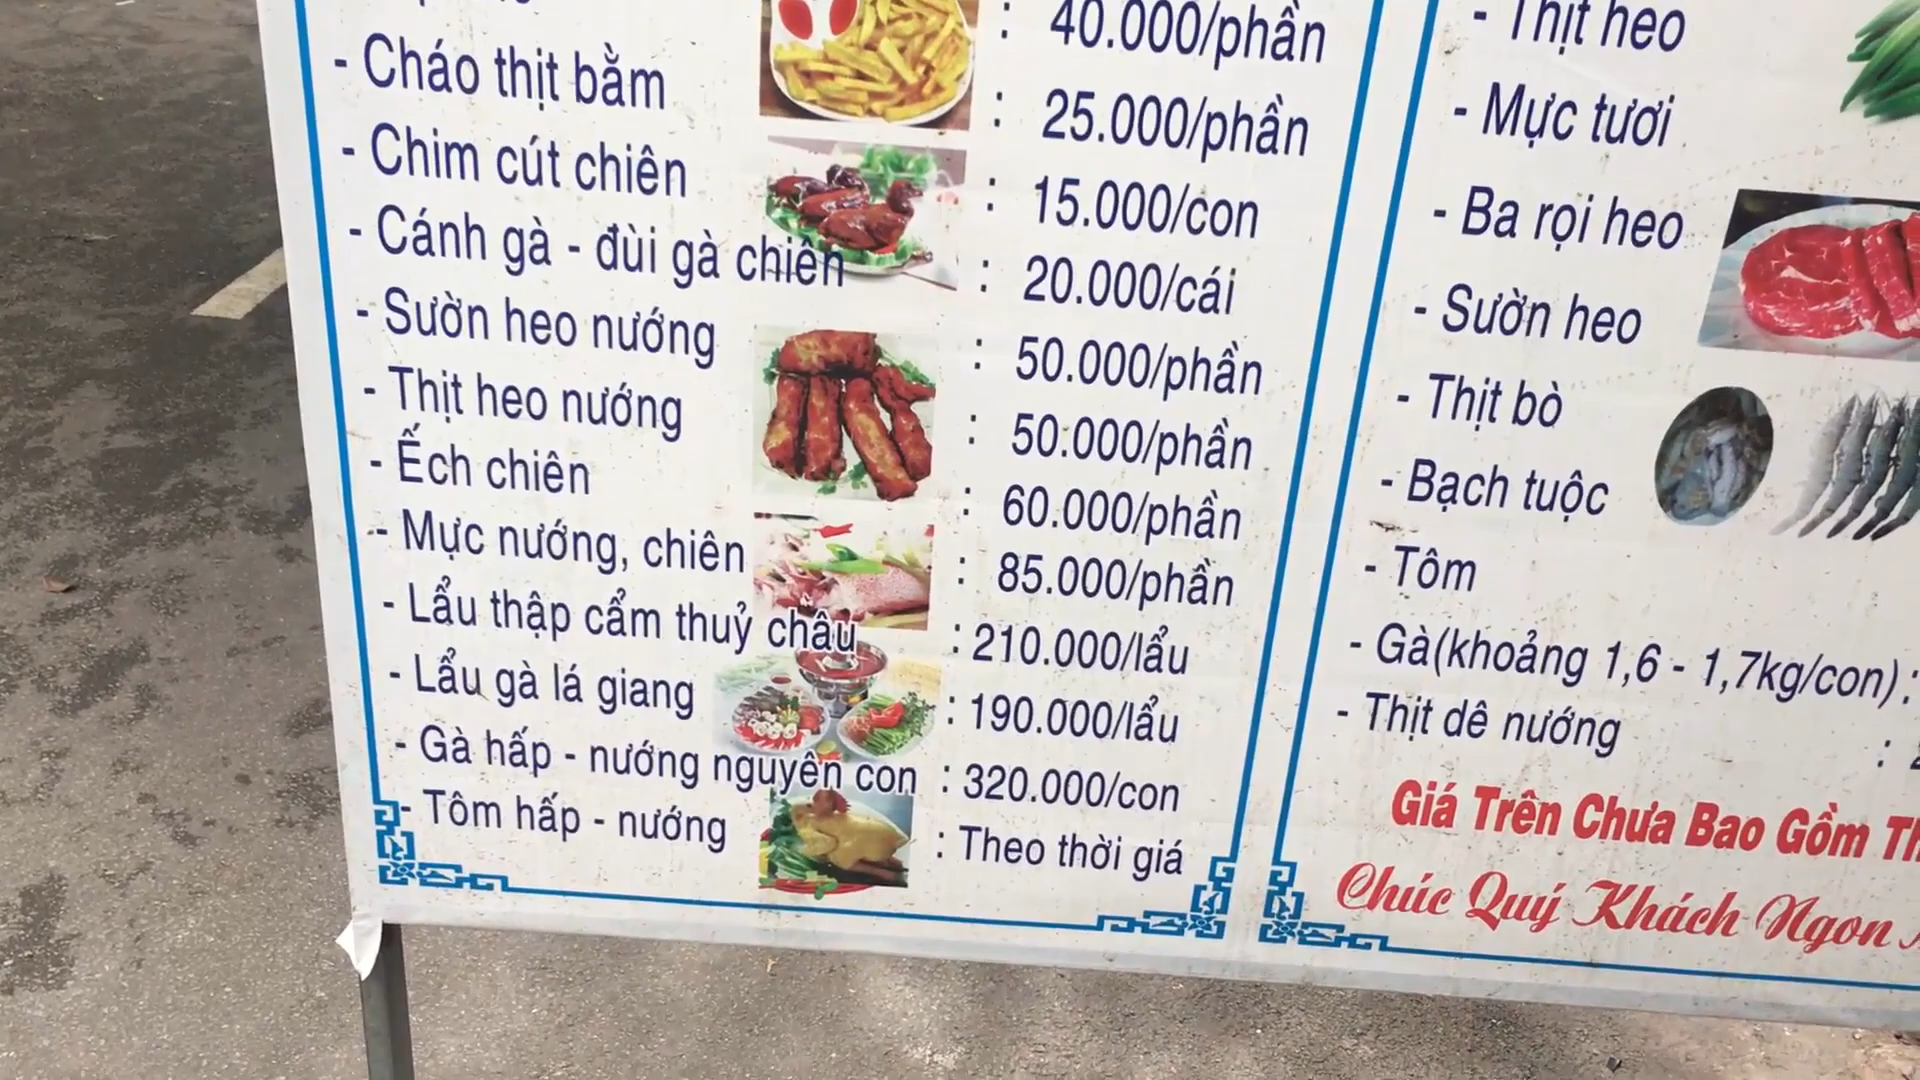 : 40.000/phần
- Cháo thịt bằm : 25.000/phần
- Chim cút chiên : 15.000/con
- Cánh gà - đùi gà chiên : 20.000/cái
- Sườn heo nướng : 50.000/phần
- Thịt heo nướng : 50.000/phần
- Ếch chiên : 60.000/phần
- Mực nướng, chiên : 85.000/phần
- Lẩu thập cẩm thuỷ châu : 210.000/lẩu
- Lẩu gà lá giang : 190.000/lẩu
- Gà hấp - nướng nguyên con : 320.000/con
- Tôm hấp - nướng : Theo thời giá
- Thịt heo
- Mực tươi
- Ba rọi heo
- Sườn heo
- Thịt bò
- Bạch tuộc
- Tôm
- Gà(khoảng 1,6 - 1,7kg/con) :
- Thịt dê nướng :
Giá Trên Chưa Bao Gồm
Chúc Quý Khách Ngon